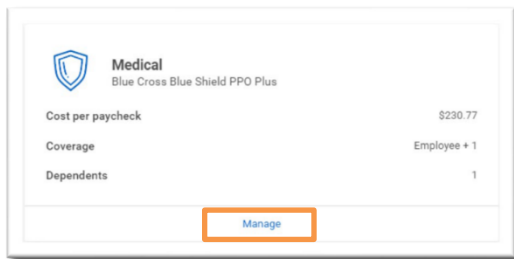 Medical
Blue Cross Blue Shield PPO Plus
Cost per paycheck $230.77
Coverage Employee + 1
Dependents 1
Manage